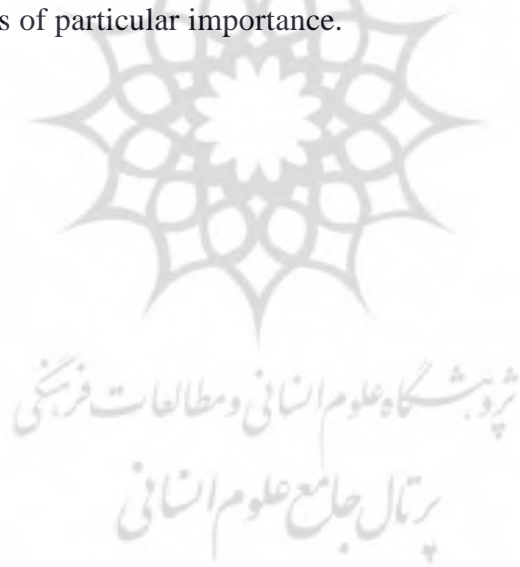 s of particular importance.
پژوهشگاه علوم انسانی و مطالعات فرهنگی
پرتال جامع علوم انسانی